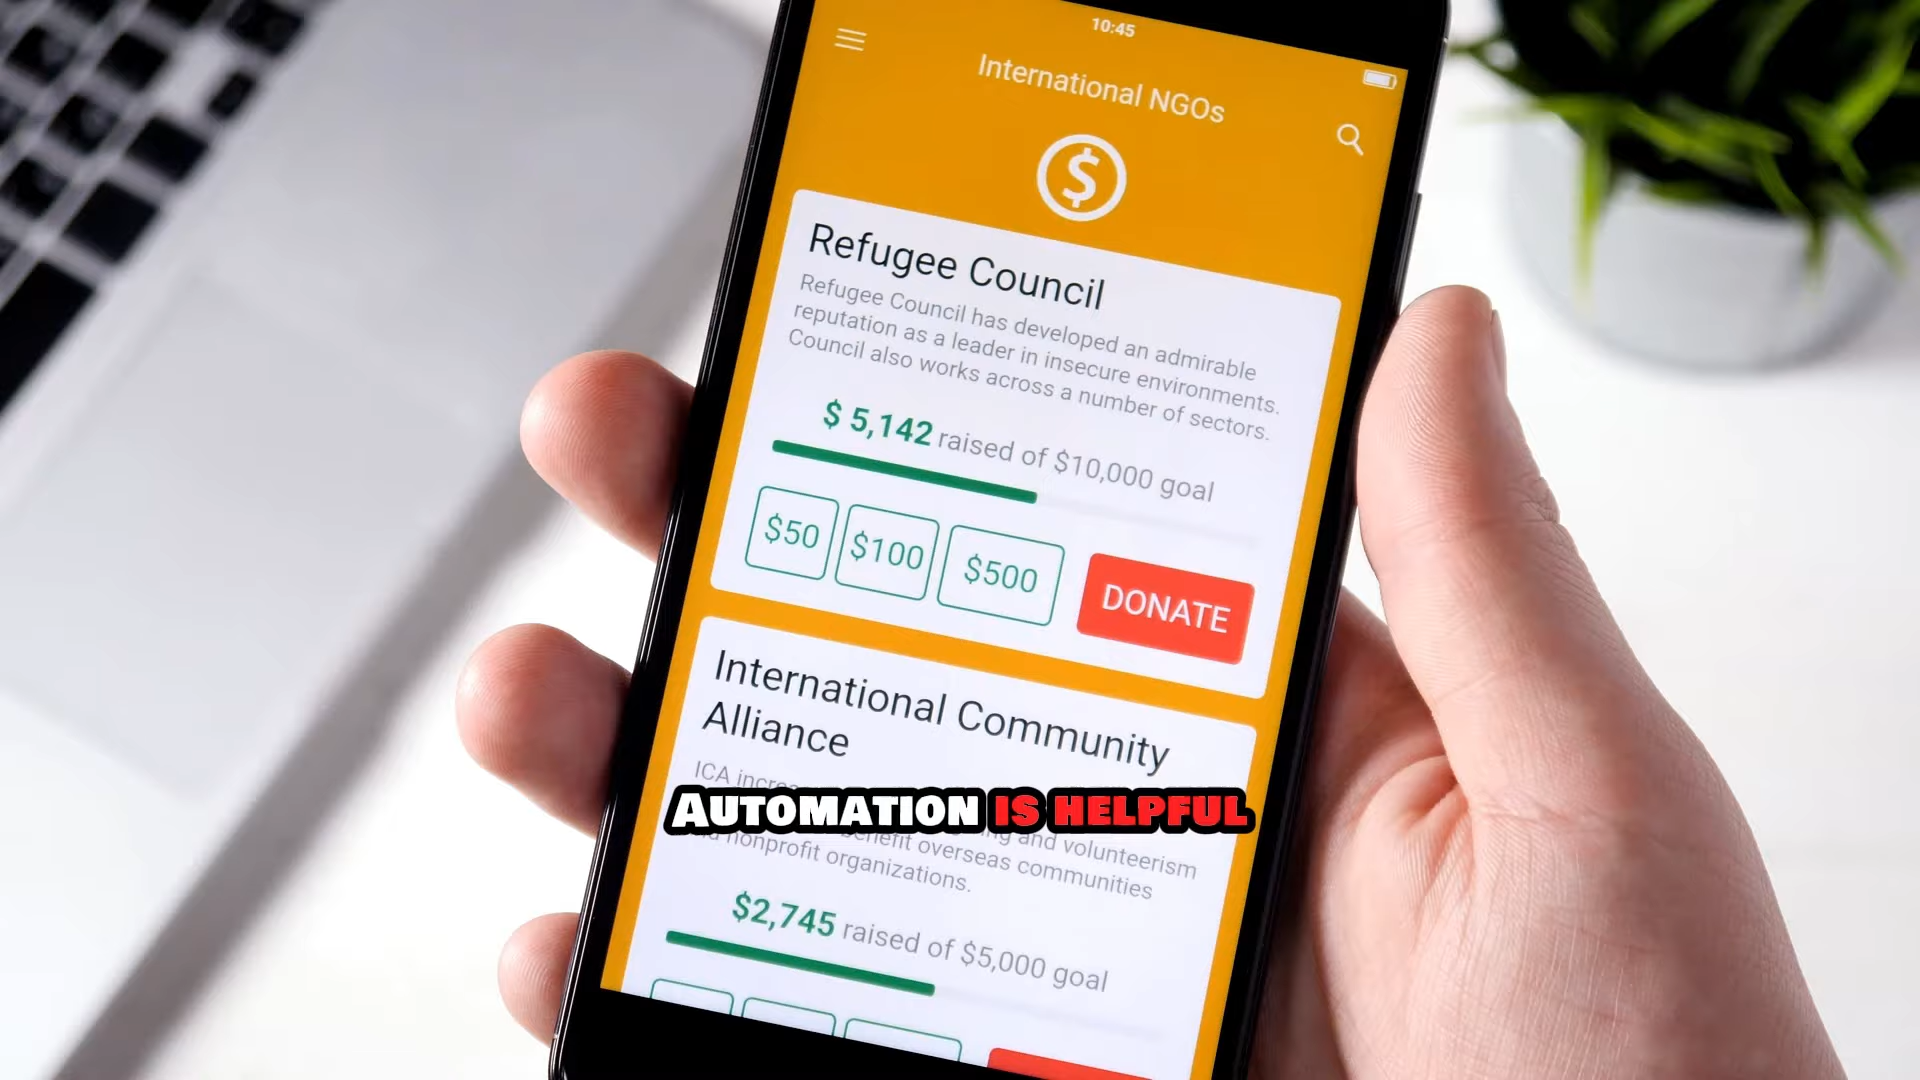 10:45
International NGOs
$
Refugee Council
Refugee Council has developed an admirable
reputation as a leader in insecure environments.
Council also works across a number of sectors.
$ 5,142 raised of $10,000 goal
$50 $100 $500
DONATE
International Community
Alliance
ICA
AUTOMATION IS HELPFUL
and volunteerism
benefit overseas communities
nonprofit organizations.
$2,745 raised of $5,000 goal